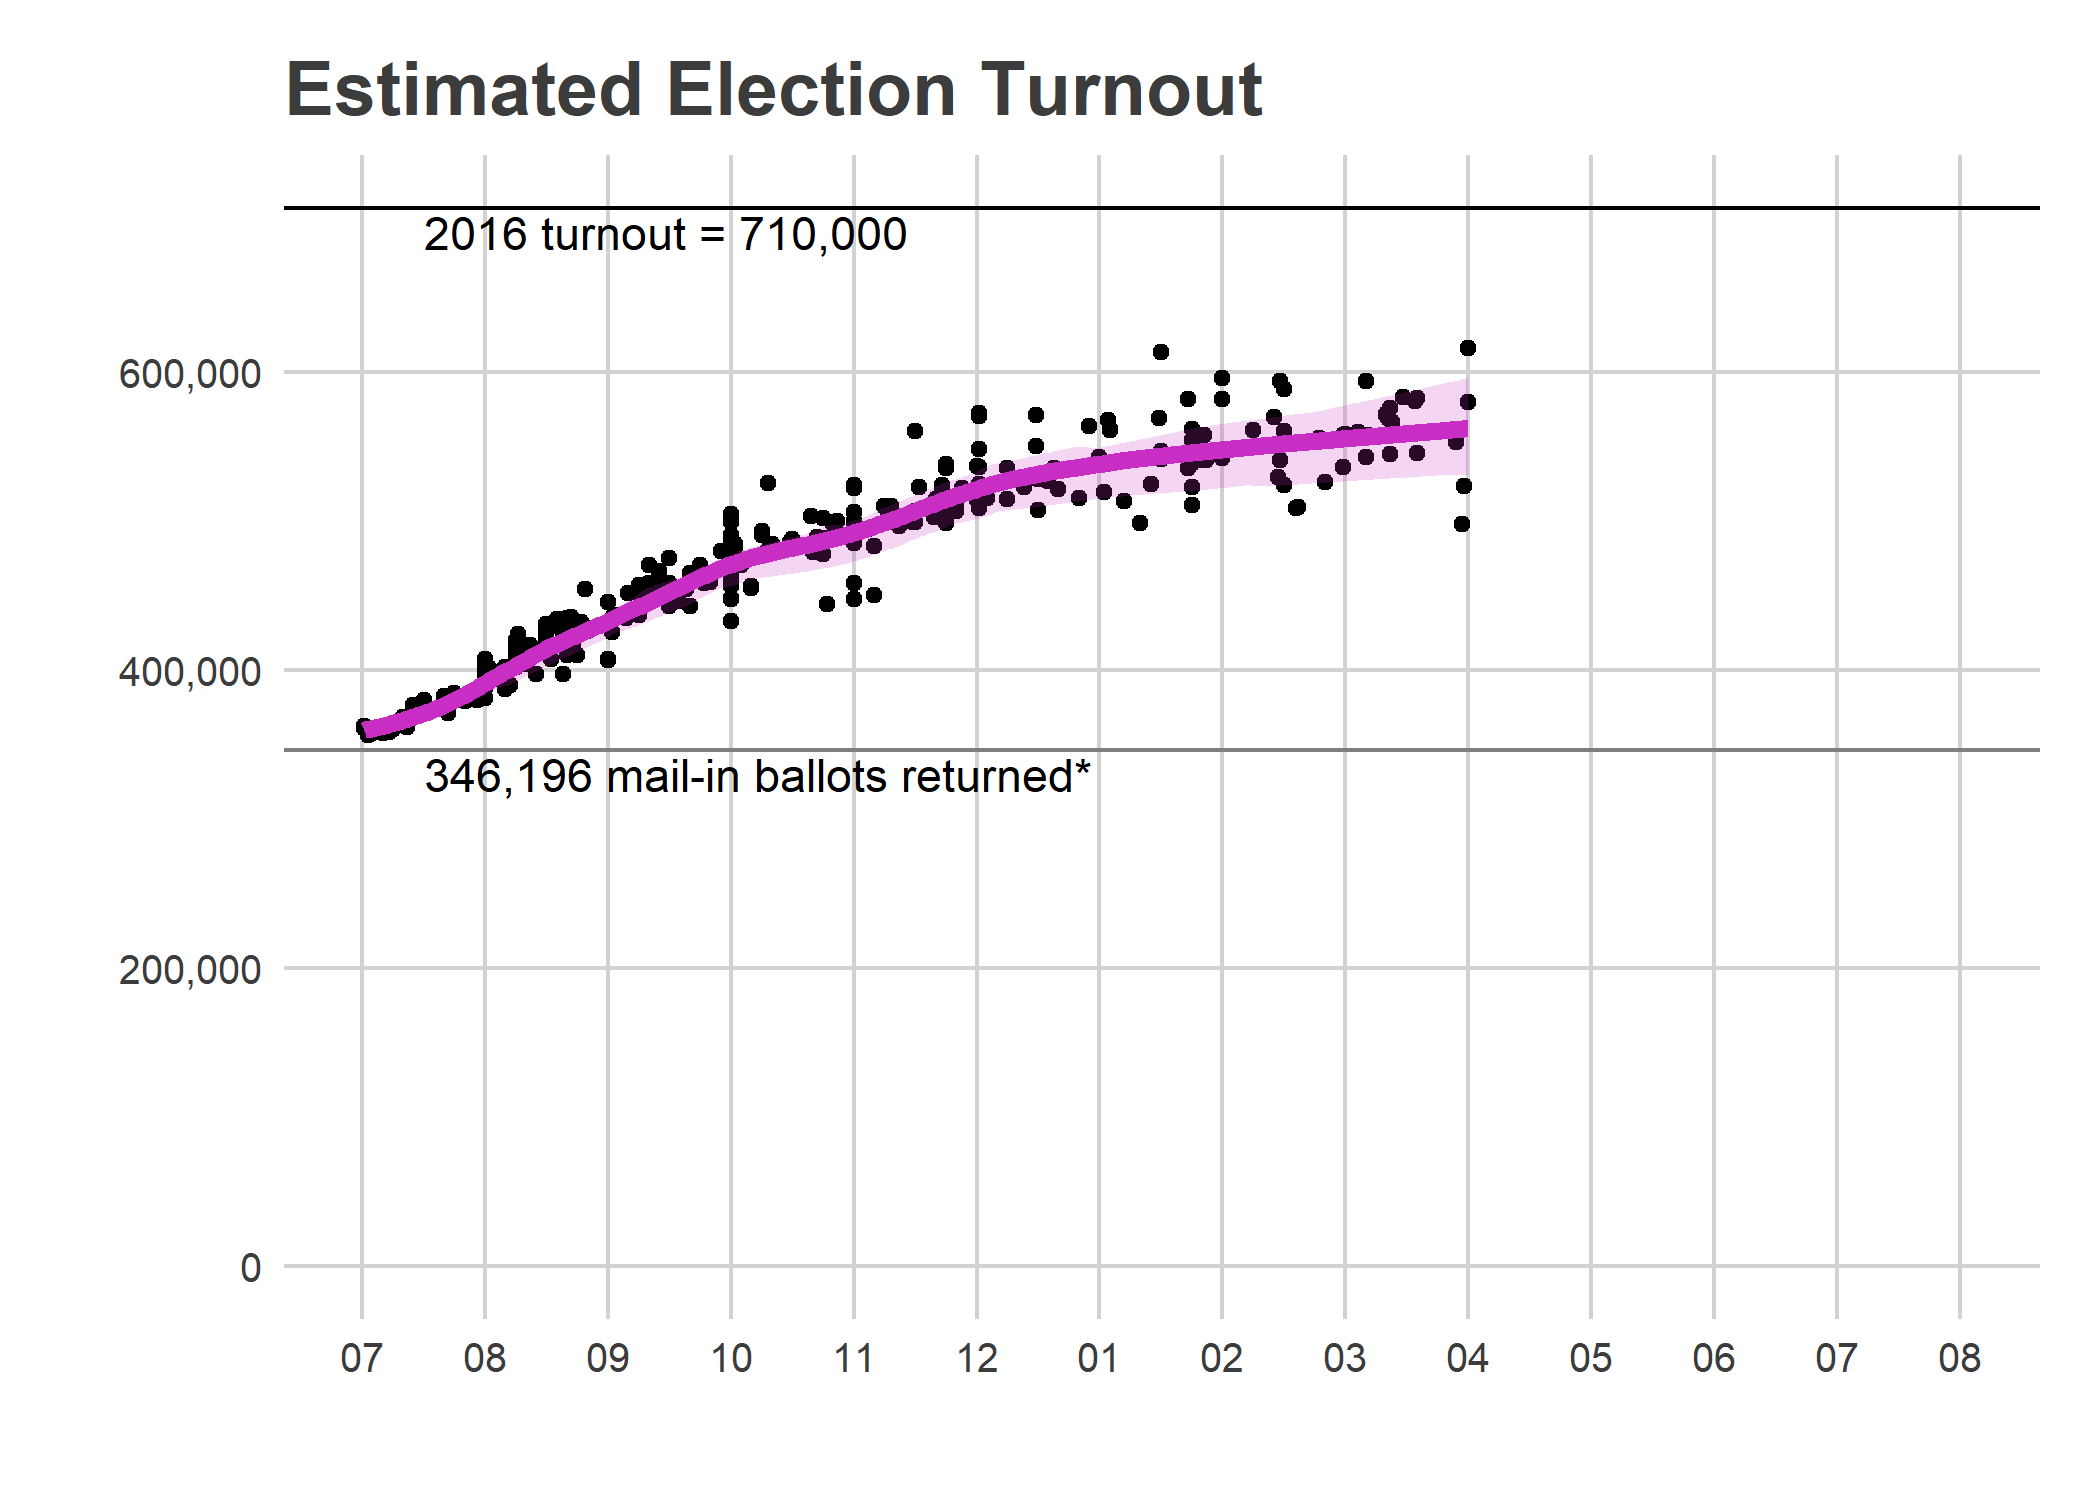 Estimated Election Turnout
2016 turnout = 710,000
600,000
400,000
346,196 mail-in ballots returned*
200,000
0
07 08 09 10 11 12 01 02 03 04 05 06 07 08